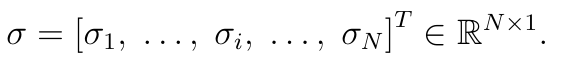 σ = [σ₁, …, σᵢ, …, σ_N]ᵀ ∈ ℝ^{N×1}.